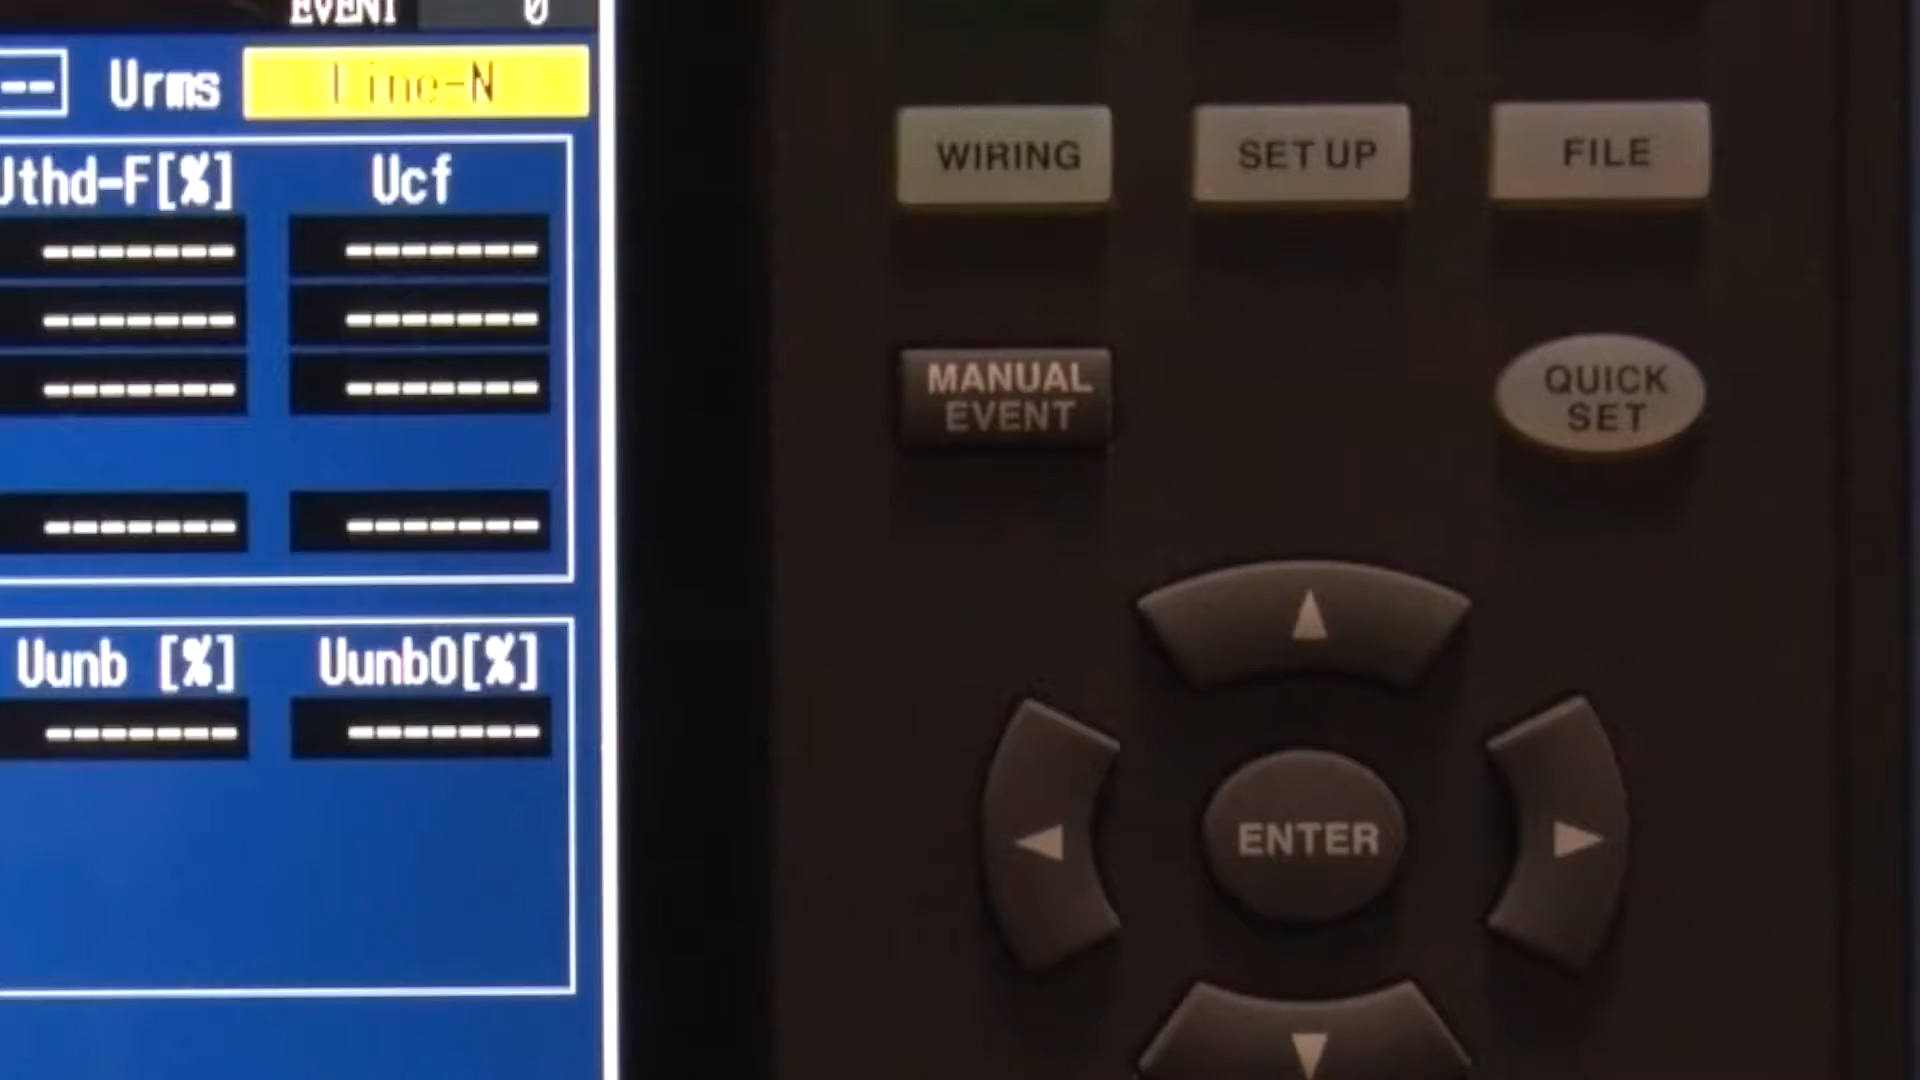 EVENT 0
-- Urms Line-N
Uthd-F[%] Ucf
------- -------
------- -------
------- -------
------- -------
Uunb [%] Uunb0[%]
------- -------
WIRING SET UP FILE
MANUAL
EVENT
QUICK
SET
ENTER